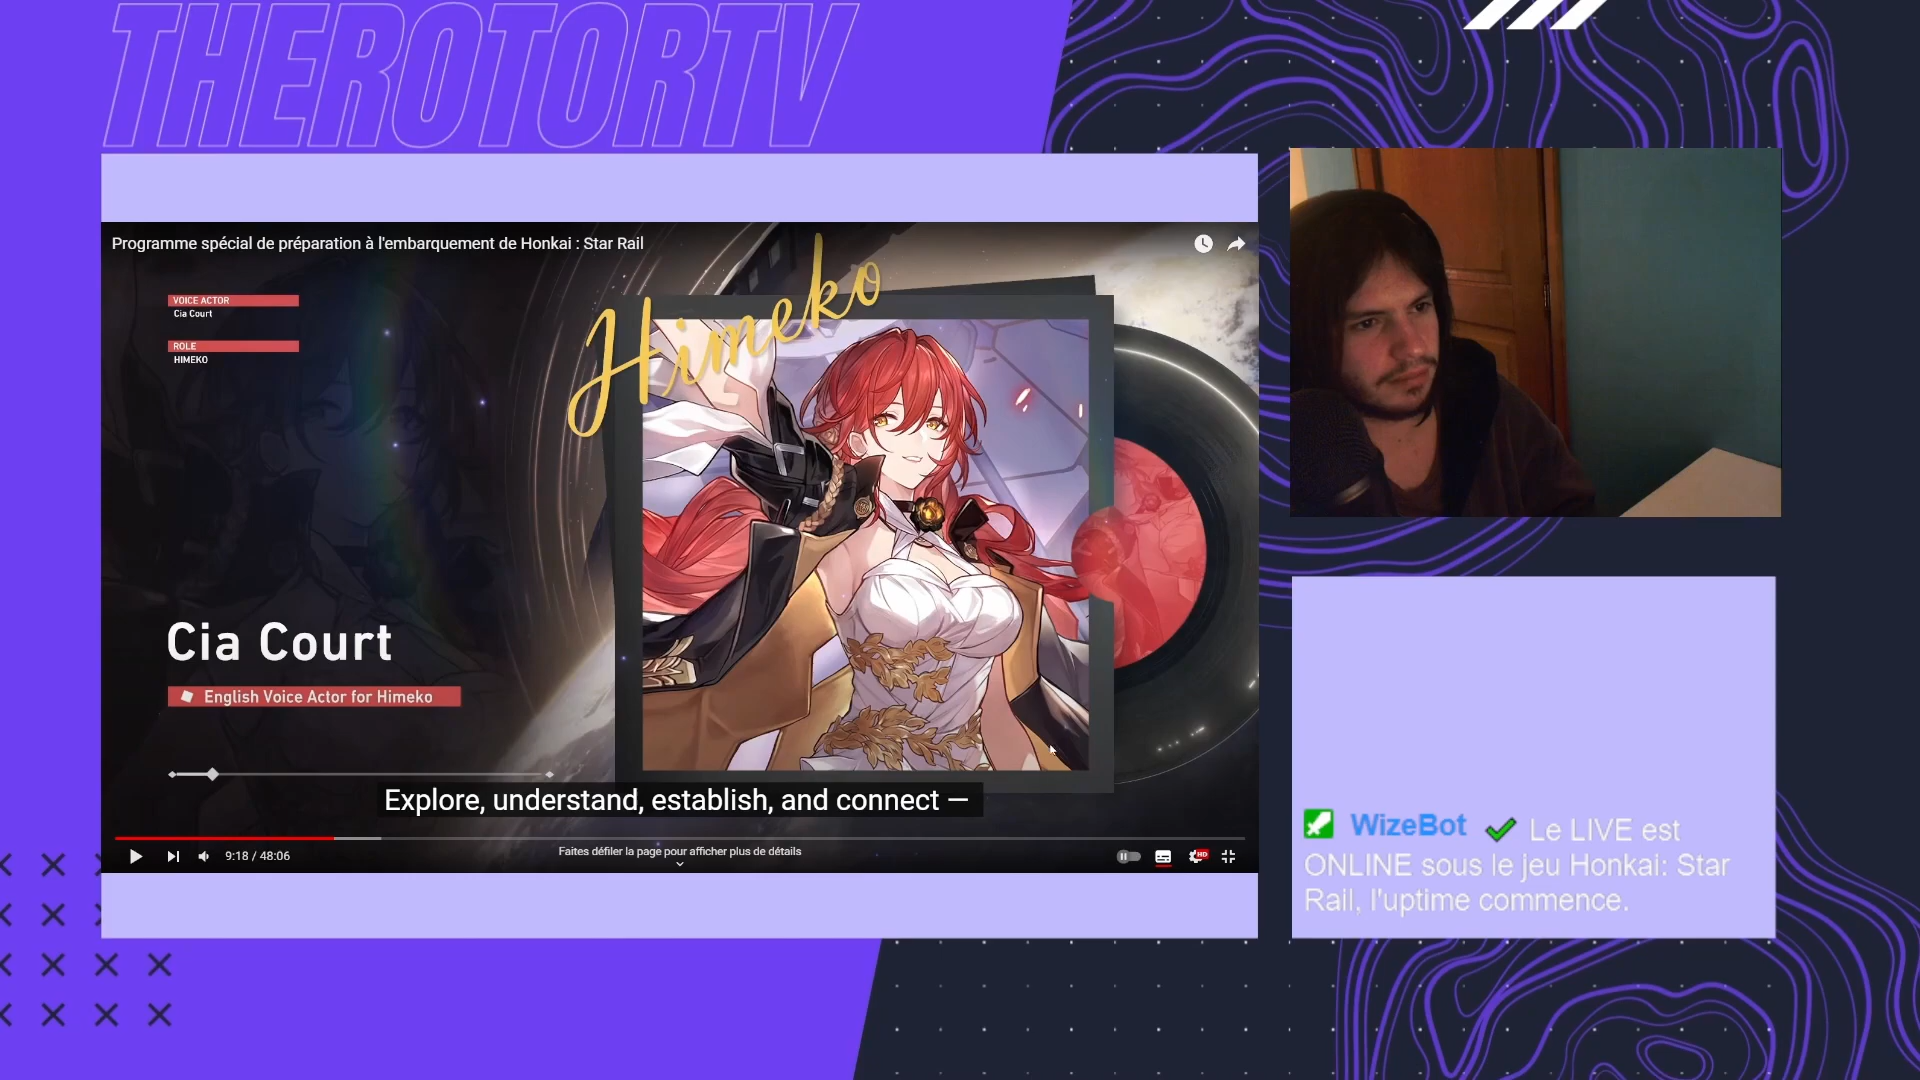 THEROTORTV
Programme spécial de préparation à l'embarquement de Honkai : Star Rail
VOICE ACTOR
Cia Court
ROLE
HIMEKO
Himeko
Cia Court
English Voice Actor for Himeko
Explore, understand, establish, and connect —
9:18 / 48:06
Faites défiler la page pour afficher plus de détails
HD
WizeBot Le LIVE est
ONLINE sous le jeu Honkai: Star
Rail, l'uptime commence.